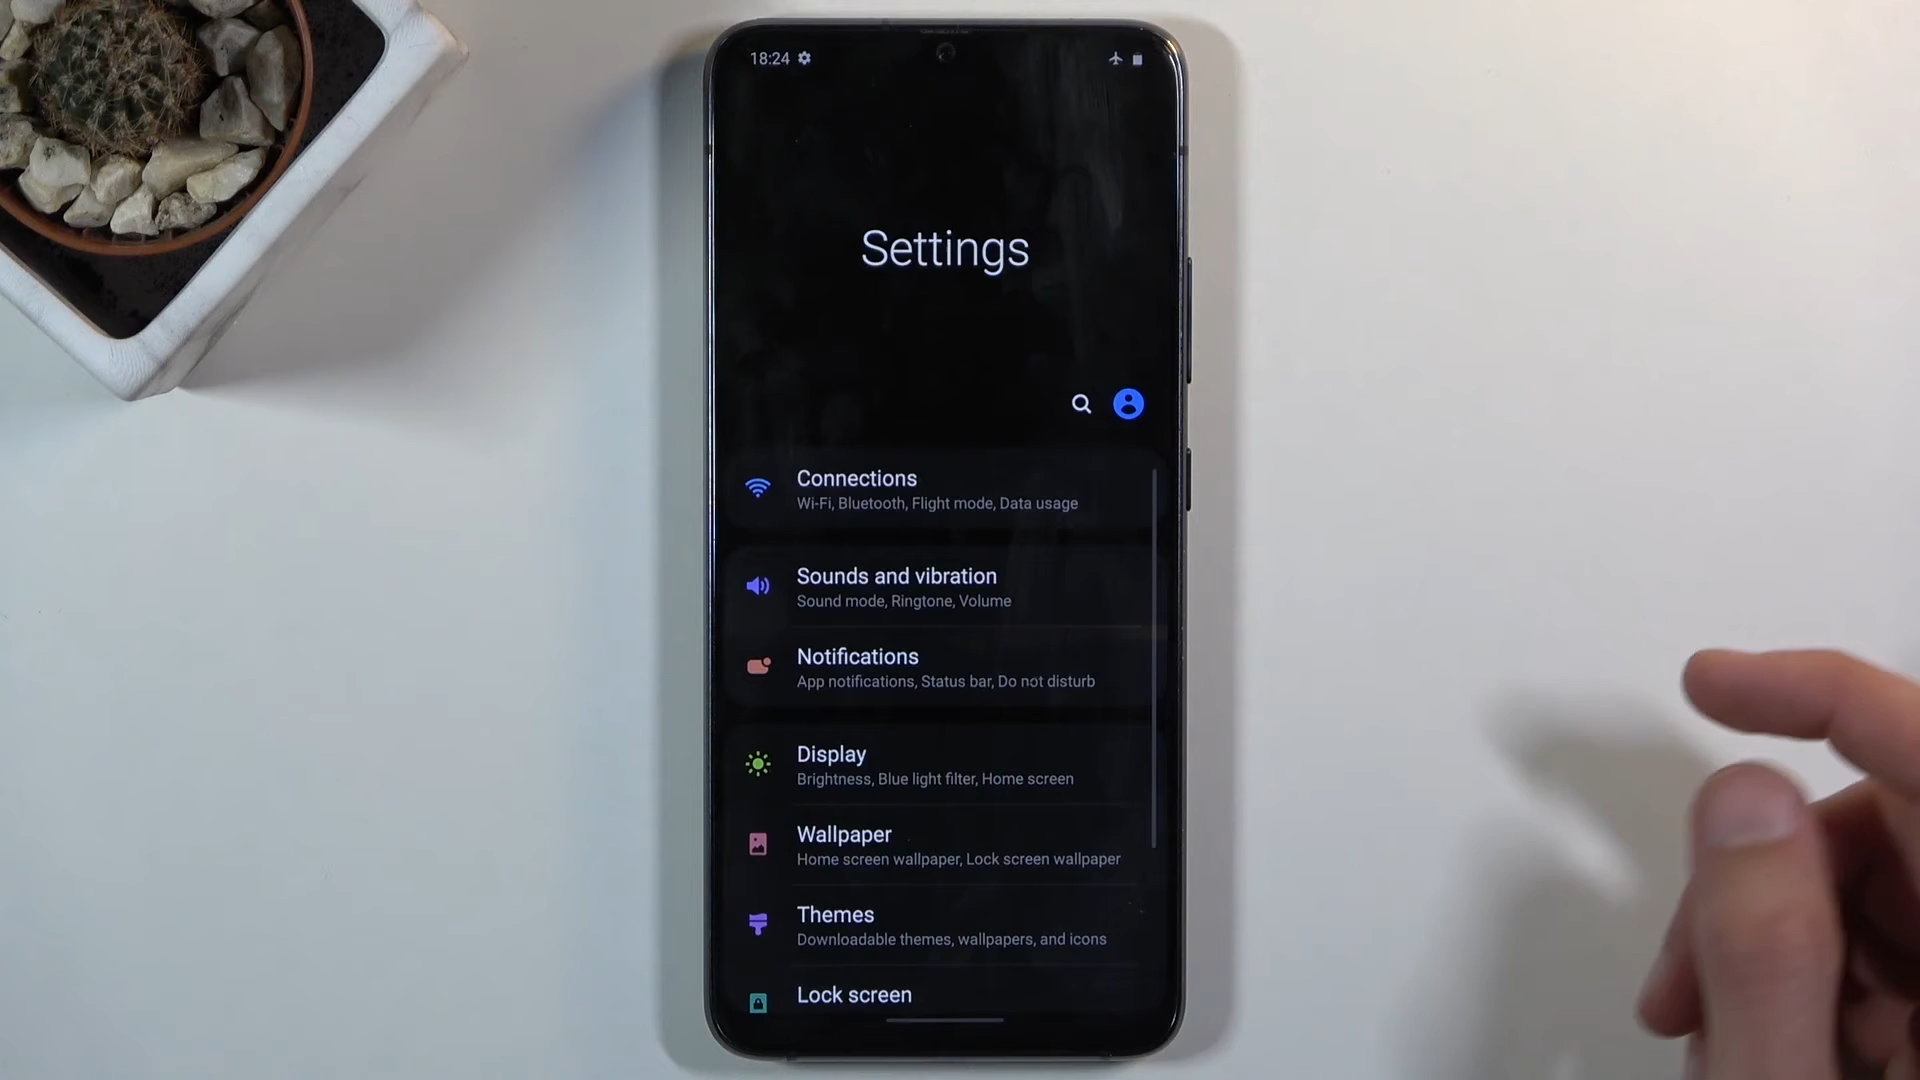 18:24
Settings
Connections
Wi-Fi, Bluetooth, Flight mode, Data usage
Sounds and vibration
Sound mode, Ringtone, Volume
Notifications
App notifications, Status bar, Do not disturb
Display
Brightness, Blue light filter, Home screen
Wallpaper
Home screen wallpaper, Lock screen wallpaper
Themes
Downloadable themes, wallpapers, and icons
Lock screen